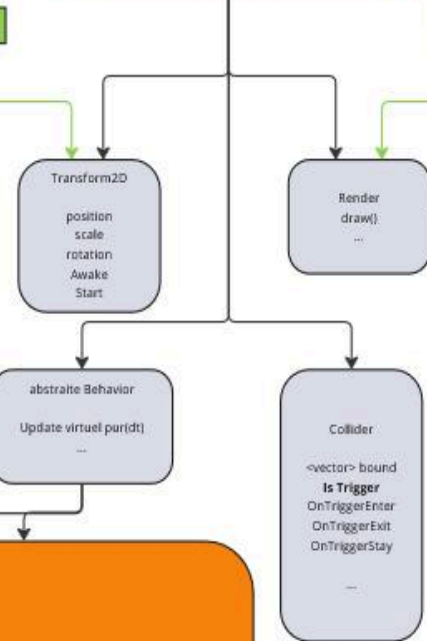 Transform2D
position
scale
rotation
Awake
Start
Render
draw()
...
abstraite Behavior
Update virtuel pur(dt)
...
Collider
<vector> bound
Is Trigger
OnTriggerEnter
OnTriggerExit
OnTriggerStay
...